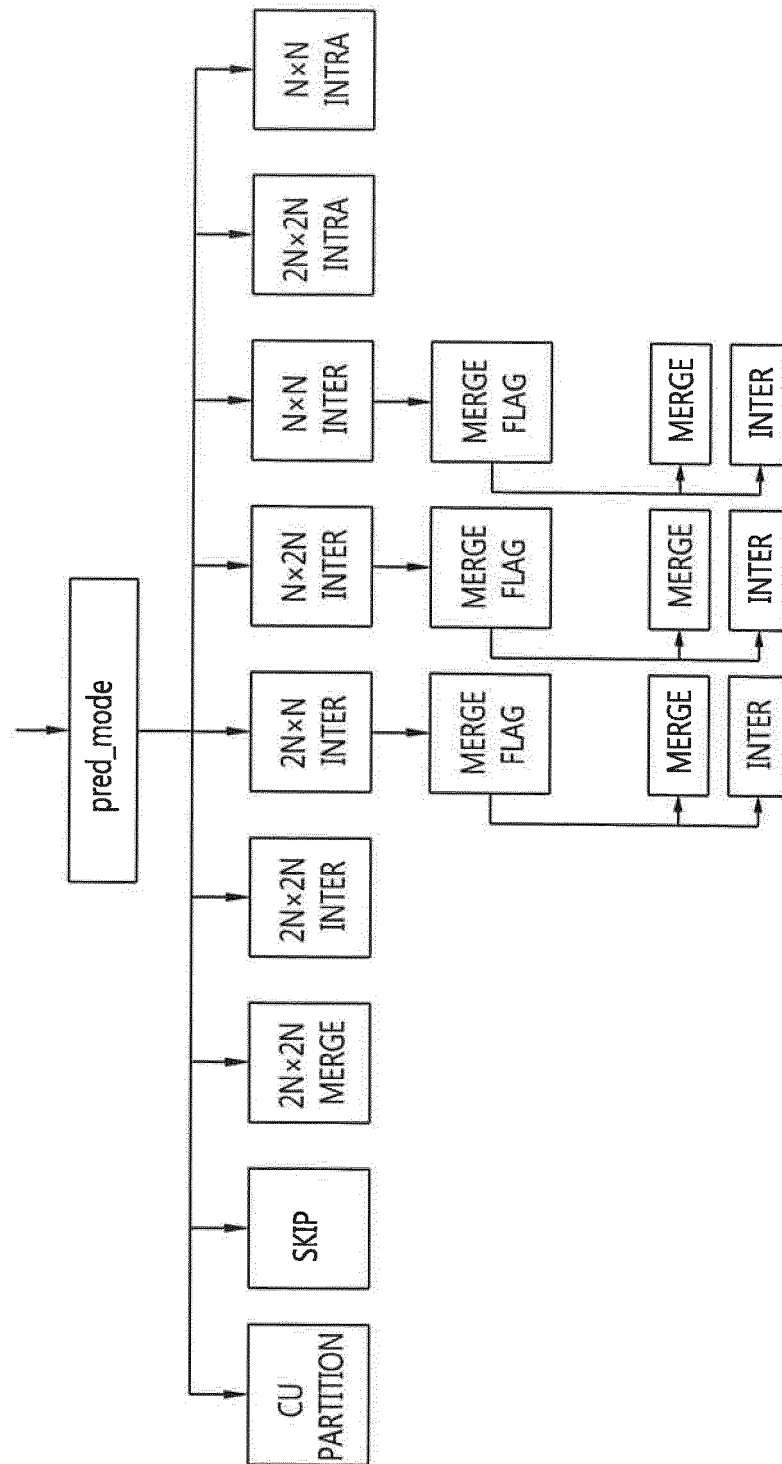 pred_mode
CU
PARTITION
SKIP
2N×2N
MERGE
2N×2N
INTER
2N×N
INTER
N×2N
INTER
N×N
INTER
2N×2N
INTRA
N×N
INTRA
MERGE
FLAG
MERGE
FLAG
MERGE
FLAG
MERGE
INTER
MERGE
INTER
MERGE
INTER